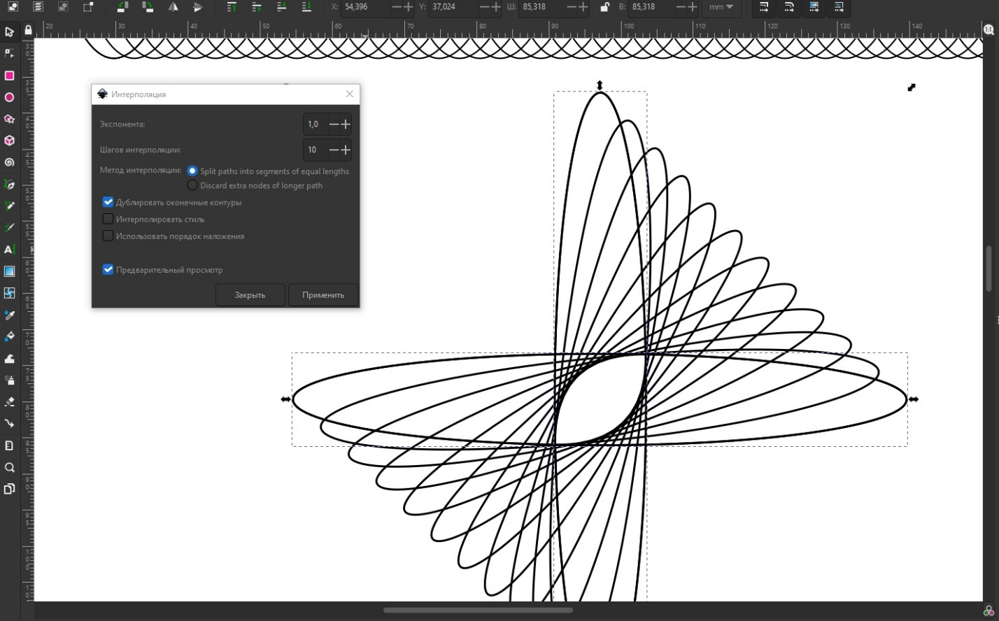 X: 54,396 Y: 37,024 Ш: 85,318 В: 85,318 mm
20 30 40 50 60 70 80 90 100 110 120 130 140
1:1
Интерполяция
Экспонента: 1,0
Шагов интерполяции: 10
Метод интерполяции: Split paths into segments of equal lengths
Discard extra nodes of longer path
Дублировать оконечные контуры
Интерполировать стиль
Использовать порядок наложения
Предварительный просмотр
Закрыть Применить